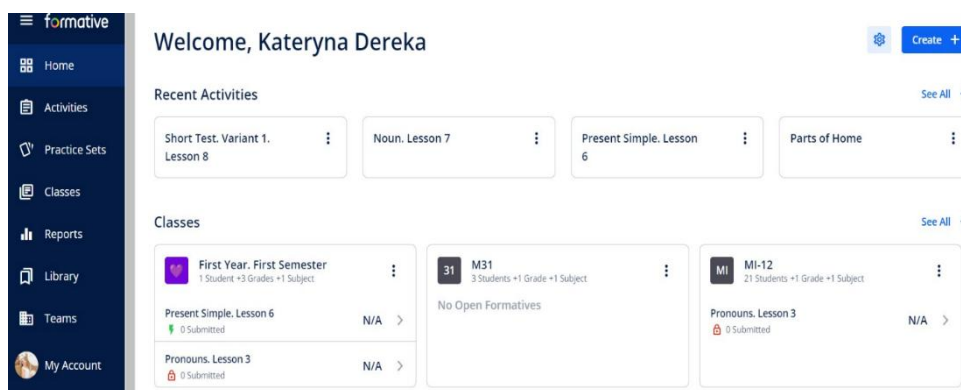 formative
Home
Activities
Practice Sets
Classes
Reports
Library
Teams
My Account
Welcome, Kateryna Dereka
Create +
Recent Activities
See All
Short Test. Variant 1.
Lesson 8
Noun. Lesson 7
Present Simple. Lesson
6
Parts of Home
Classes
See All
First Year. First Semester
1 Student +3 Grades +1 Subject
Present Simple. Lesson 6
0 Submitted
N/A
Pronouns. Lesson 3
0 Submitted
N/A
31
M31
3 Students +1 Grade +1 Subject
No Open Formatives
MI
MI-12
21 Students +1 Grade +1 Subject
Pronouns. Lesson 3
0 Submitted
N/A